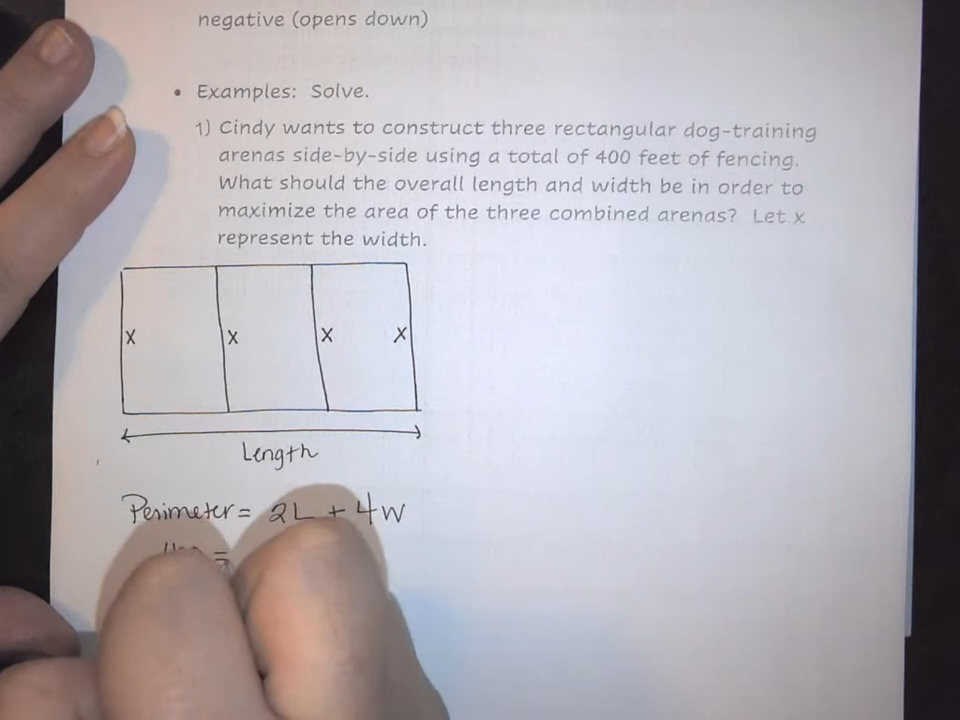 negative (opens down)
• Examples: Solve.
1) Cindy wants to construct three rectangular dog-training
arenas side-by-side using a total of 400 feet of fencing.
What should the overall length and width be in order to
maximize the area of the three combined arenas? Let x
represent the width.
x x x x
Length
Perimeter = 2L + 4W
=